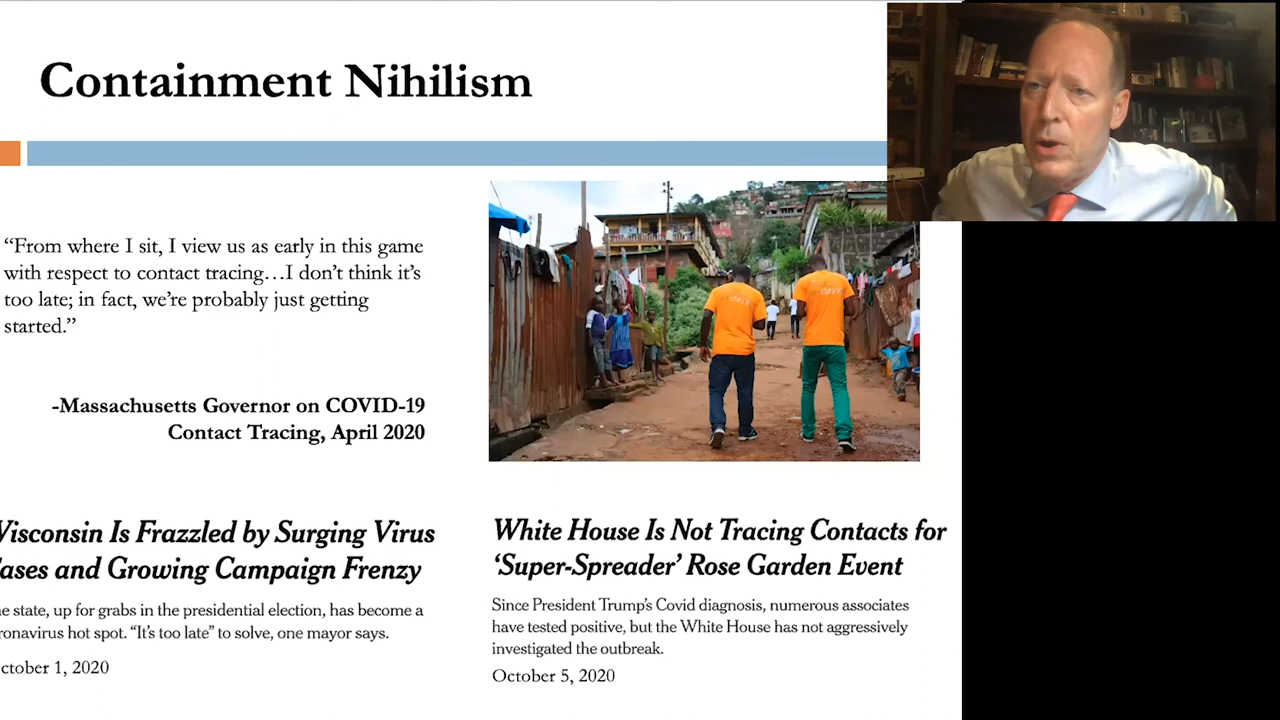 Containment Nihilism
“From where I sit, I view us as early in this game
with respect to contact tracing…I don’t think it’s
too late; in fact, we’re probably just getting
started.”
-Massachusetts Governor on COVID-19
Contact Tracing, April 2020
Wisconsin Is Frazzled by Surging Virus
ases and Growing Campaign Frenzy
e state, up for grabs in the presidential election, has become a
ronavirus hot spot. “It’s too late” to solve, one mayor says.
ctober 1, 2020
White House Is Not Tracing Contacts for
‘Super-Spreader’ Rose Garden Event
Since President Trump’s Covid diagnosis, numerous associates
have tested positive, but the White House has not aggressively
investigated the outbreak.
October 5, 2020